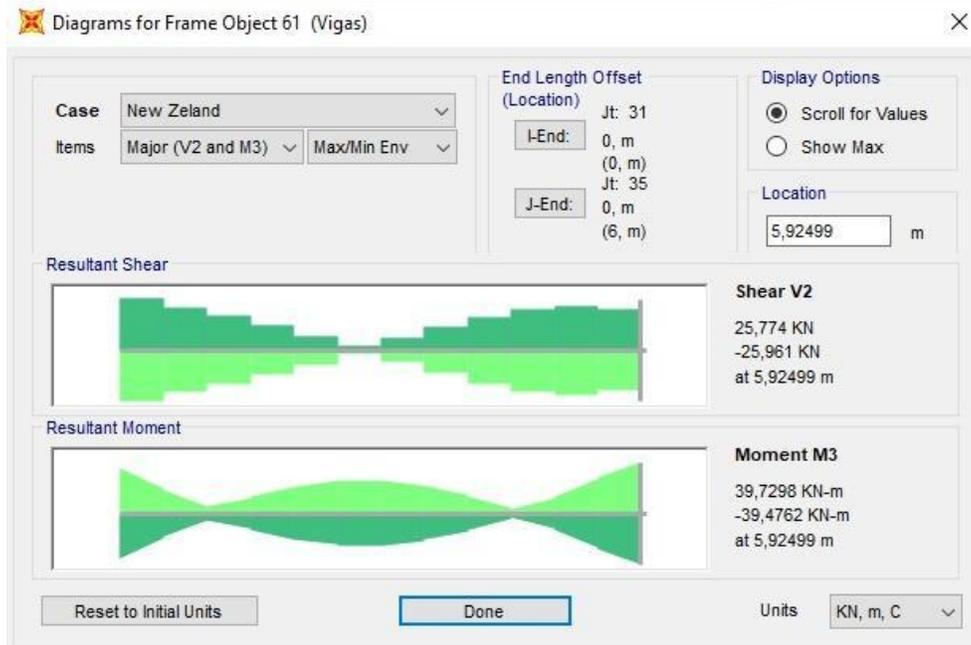 Diagrams for Frame Object 61 (Vigas)
Case New Zeland
Items Major (V2 and M3) Max/Min Env
End Length Offset
(Location)
Jt: 31
I-End: 0, m
(0, m)
Jt: 35
J-End: 0, m
(6, m)
Display Options
Scroll for Values
Show Max
Location
5,92499 m
Resultant Shear
Shear V2
25,774 KN
-25,961 KN
at 5,92499 m
Resultant Moment
Moment M3
39,7298 KN-m
-39,4762 KN-m
at 5,92499 m
Reset to Initial Units Done Units KN, m, C